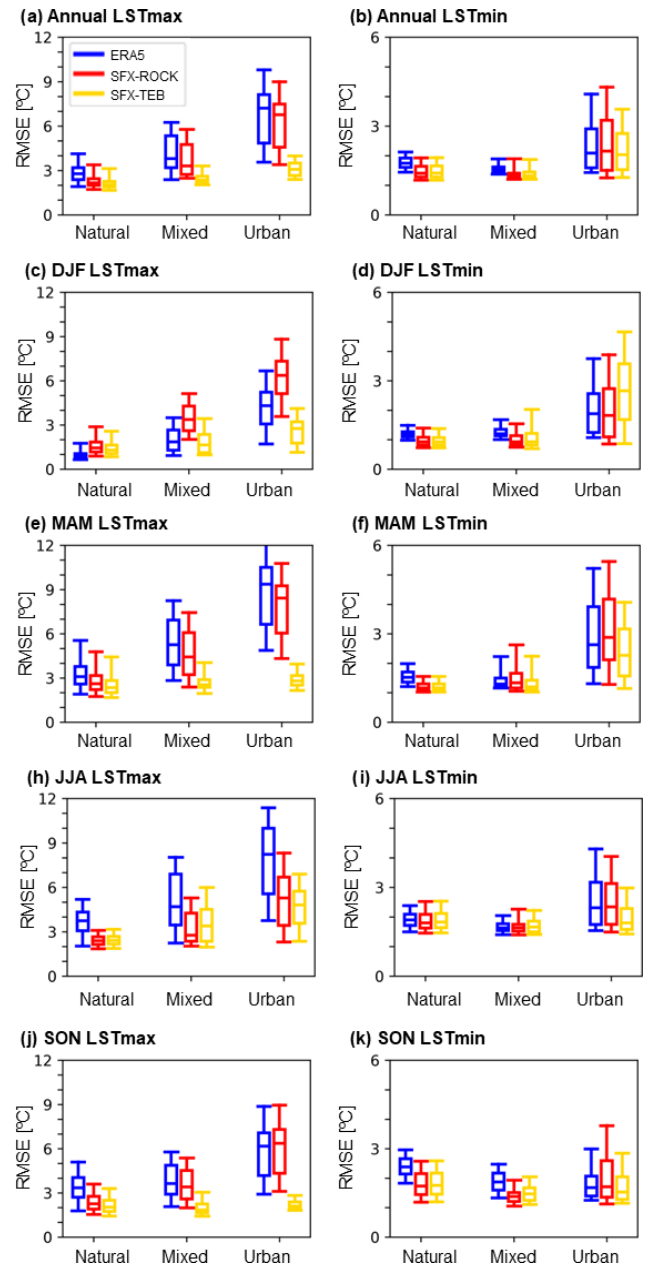 (a) Annual LSTmax
(b) Annual LSTmin
12
9
6
3
0
RMSE [ºC]
ERA5
SFX-ROCK
SFX-TEB
Natural Mixed Urban
6
3
0
RMSE [ºC]
Natural Mixed Urban
(c) DJF LSTmax
(d) DJF LSTmin
12
9
6
3
0
RMSE [ºC]
Natural Mixed Urban
6
3
0
RMSE [ºC]
Natural Mixed Urban
(e) MAM LSTmax
(f) MAM LSTmin
12
9
6
3
0
RMSE [ºC]
Natural Mixed Urban
6
3
0
RMSE [ºC]
Natural Mixed Urban
(h) JJA LSTmax
(i) JJA LSTmin
12
9
6
3
0
RMSE [ºC]
Natural Mixed Urban
6
3
0
RMSE [ºC]
Natural Mixed Urban
(j) SON LSTmax
(k) SON LSTmin
12
9
6
3
0
RMSE [ºC]
Natural Mixed Urban
6
3
0
RMSE [ºC]
Natural Mixed Urban